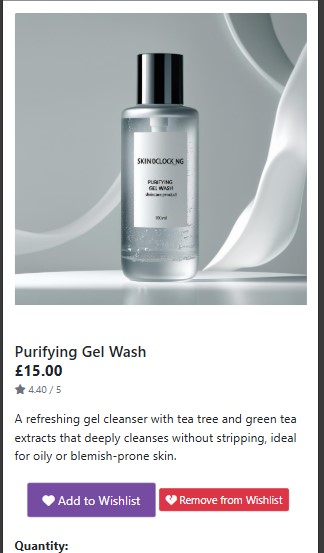 SKINOCLOCK_NG
PURIFYING
GEL WASH
Purifying Gel Wash
£15.00
4.40 / 5
A refreshing gel cleanser with tea tree and green tea
extracts that deeply cleanses without stripping, ideal
for oily or blemish-prone skin.
Add to Wishlist
Remove from Wishlist
Quantity: